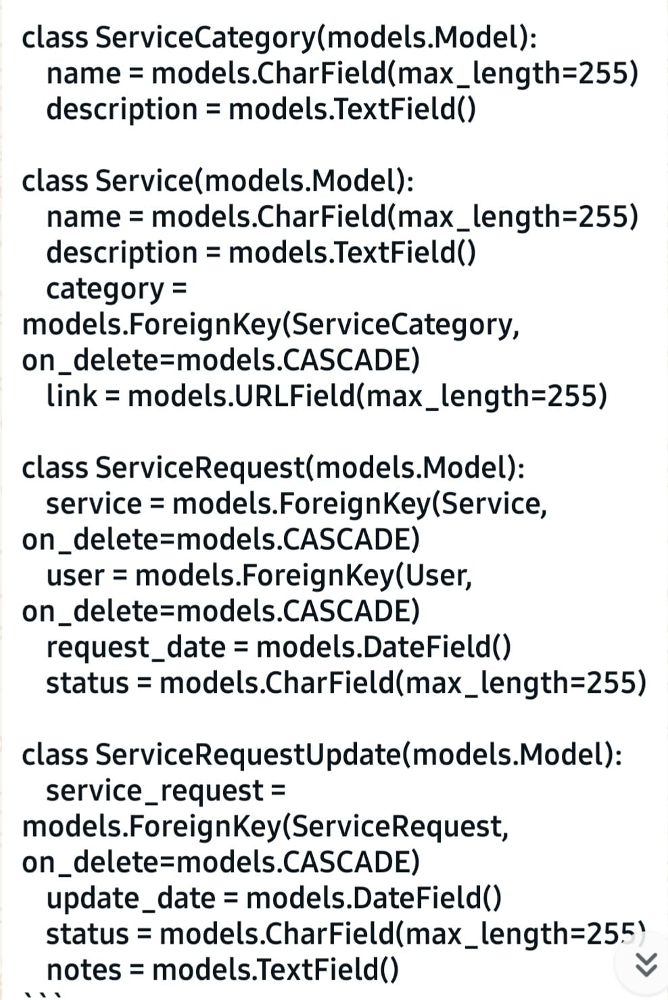 class ServiceCategory(models.Model):
name = models.CharField(max_length=255)
description = models.TextField()
class Service(models.Model):
name = models.CharField(max_length=255)
description = models.TextField()
category =
models.ForeignKey(ServiceCategory,
on_delete=models.CASCADE)
link = models.URLField(max_length=255)
class ServiceRequest(models.Model):
service = models.ForeignKey(Service,
on_delete=models.CASCADE)
user = models.ForeignKey(User,
on_delete=models.CASCADE)
request_date = models.DateField()
status = models.CharField(max_length=255)
class ServiceRequestUpdate(models.Model):
service_request =
models.ForeignKey(ServiceRequest,
on_delete=models.CASCADE)
update_date = models.DateField()
status = models.CharField(max_length=255)
notes = models.TextField()
```